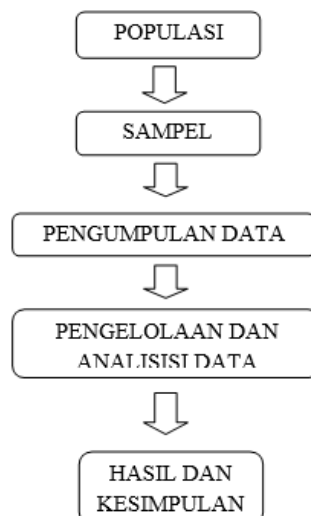 POPULASI
SAMPEL
PENGUMPULAN DATA
PENGELOLAAN DAN
ANALISISI DATA
HASIL DAN
KESIMPULAN